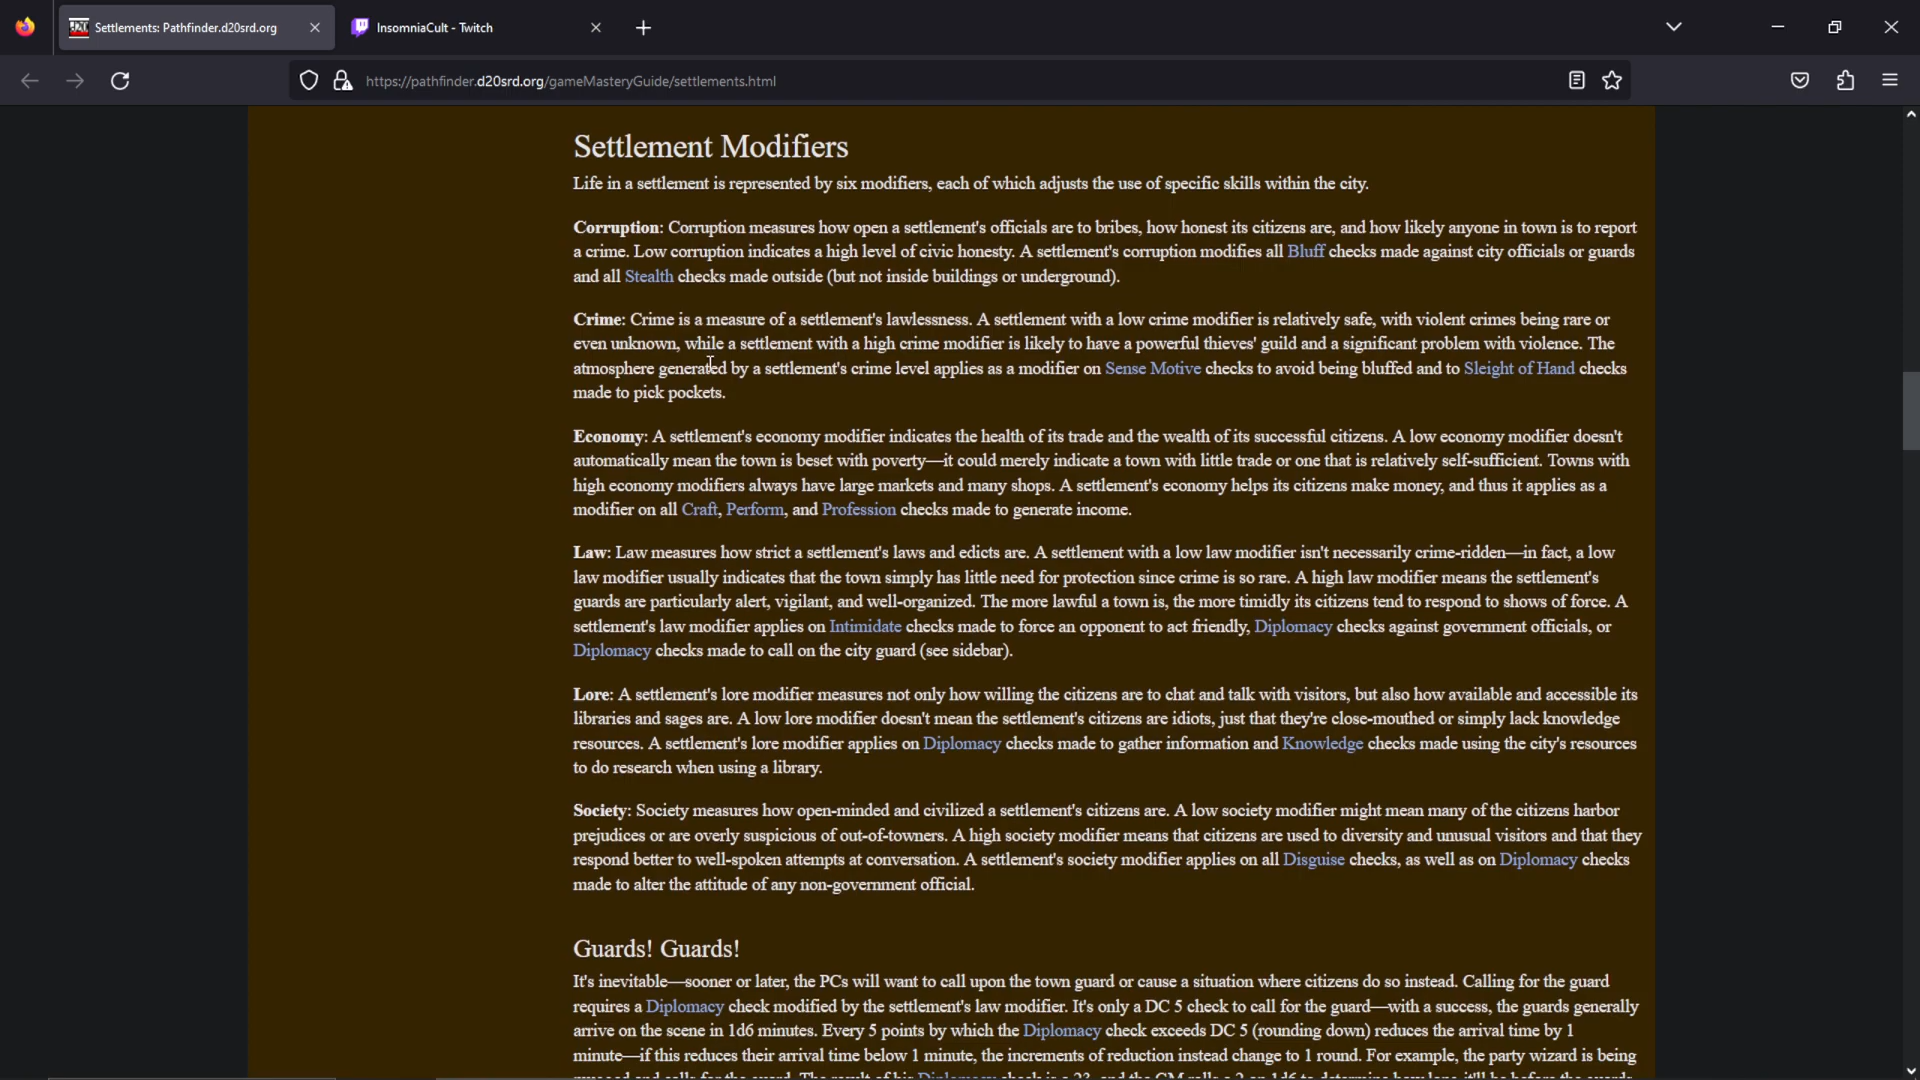 Settlements: Pathfinder.d20srd.org
InsomniaCult - Twitch
https://pathfinder.d20srd.org/gameMasteryGuide/settlements.html
Settlement Modifiers
Life in a settlement is represented by six modifiers, each of which adjusts the use of specific skills within the city.
Corruption: Corruption measures how open a settlement's officials are to bribes, how honest its citizens are, and how likely anyone in town is to report
a crime. Low corruption indicates a high level of civic honesty. A settlement's corruption modifies all Bluff checks made against city officials or guards
and all Stealth checks made outside (but not inside buildings or underground).
Crime: Crime is a measure of a settlement's lawlessness. A settlement with a low crime modifier is relatively safe, with violent crimes being rare or
even unknown, while a settlement with a high crime modifier is likely to have a powerful thieves' guild and a significant problem with violence. The
atmosphere generated by a settlement's crime level applies as a modifier on Sense Motive checks to avoid being bluffed and to Sleight of Hand checks
made to pick pockets.
Economy: A settlement's economy modifier indicates the health of its trade and the wealth of its successful citizens. A low economy modifier doesn't
automatically mean the town is beset with poverty—it could merely indicate a town with little trade or one that is relatively self-sufficient. Towns with
high economy modifiers always have large markets and many shops. A settlement's economy helps its citizens make money, and thus it applies as a
modifier on all Craft, Perform, and Profession checks made to generate income.
Law: Law measures how strict a settlement's laws and edicts are. A settlement with a low law modifier isn't necessarily crime-ridden—in fact, a low
law modifier usually indicates that the town simply has little need for protection since crime is so rare. A high law modifier means the settlement's
guards are particularly alert, vigilant, and well-organized. The more lawful a town is, the more timidly its citizens tend to respond to shows of force. A
settlement's law modifier applies on Intimidate checks made to force an opponent to act friendly, Diplomacy checks against government officials, or
Diplomacy checks made to call on the city guard (see sidebar).
Lore: A settlement's lore modifier measures not only how willing the citizens are to chat and talk with visitors, but also how available and accessible its
libraries and sages are. A low lore modifier doesn't mean the settlement's citizens are idiots, just that they're close-mouthed or simply lack knowledge
resources. A settlement's lore modifier applies on Diplomacy checks made to gather information and Knowledge checks made using the city's resources
to do research when using a library.
Society: Society measures how open-minded and civilized a settlement's citizens are. A low society modifier might mean many of the citizens harbor
prejudices or are overly suspicious of out-of-towners. A high society modifier means that citizens are used to diversity and unusual visitors and that they
respond better to well-spoken attempts at conversation. A settlement's society modifier applies on all Disguise checks, as well as on Diplomacy checks
made to alter the attitude of any non-government official.
Guards! Guards!
It's inevitable—sooner or later, the PCs will want to call upon the town guard or cause a situation where citizens do so instead. Calling for the guard
requires a Diplomacy check modified by the settlement's law modifier. It's only a DC 5 check to call for the guard—with a success, the guards generally
arrive on the scene in 1d6 minutes. Every 5 points by which the Diplomacy check exceeds DC 5 (rounding down) reduces the arrival time by 1
minute—if this reduces their arrival time below 1 minute, the increments of reduction instead change to 1 round. For example, the party wizard is being